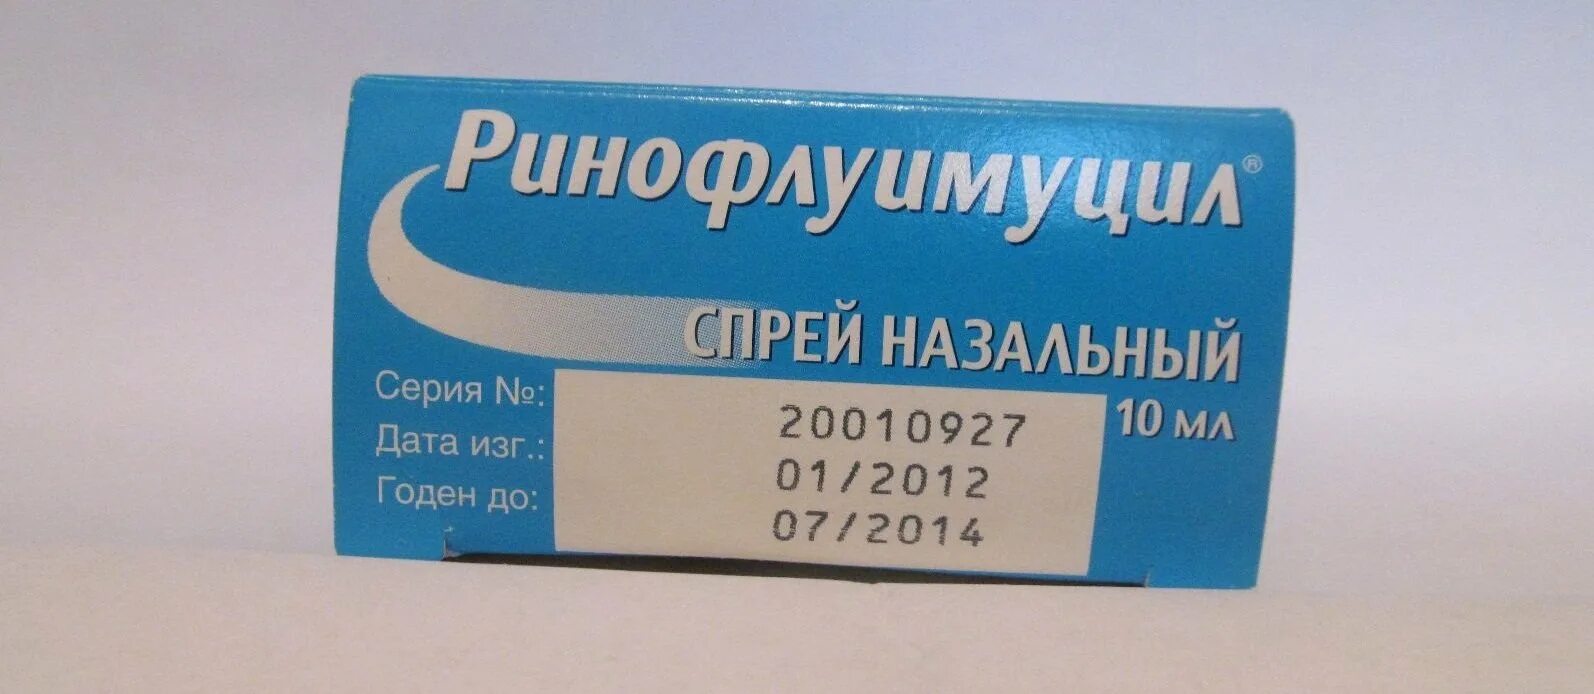 Ринофлуимуцил®
СПРЕЙ НАЗАЛЬНЫЙ
10 мл
Серия №: 20010927
Дата изг.: 01/2012
Годен до: 07/2014